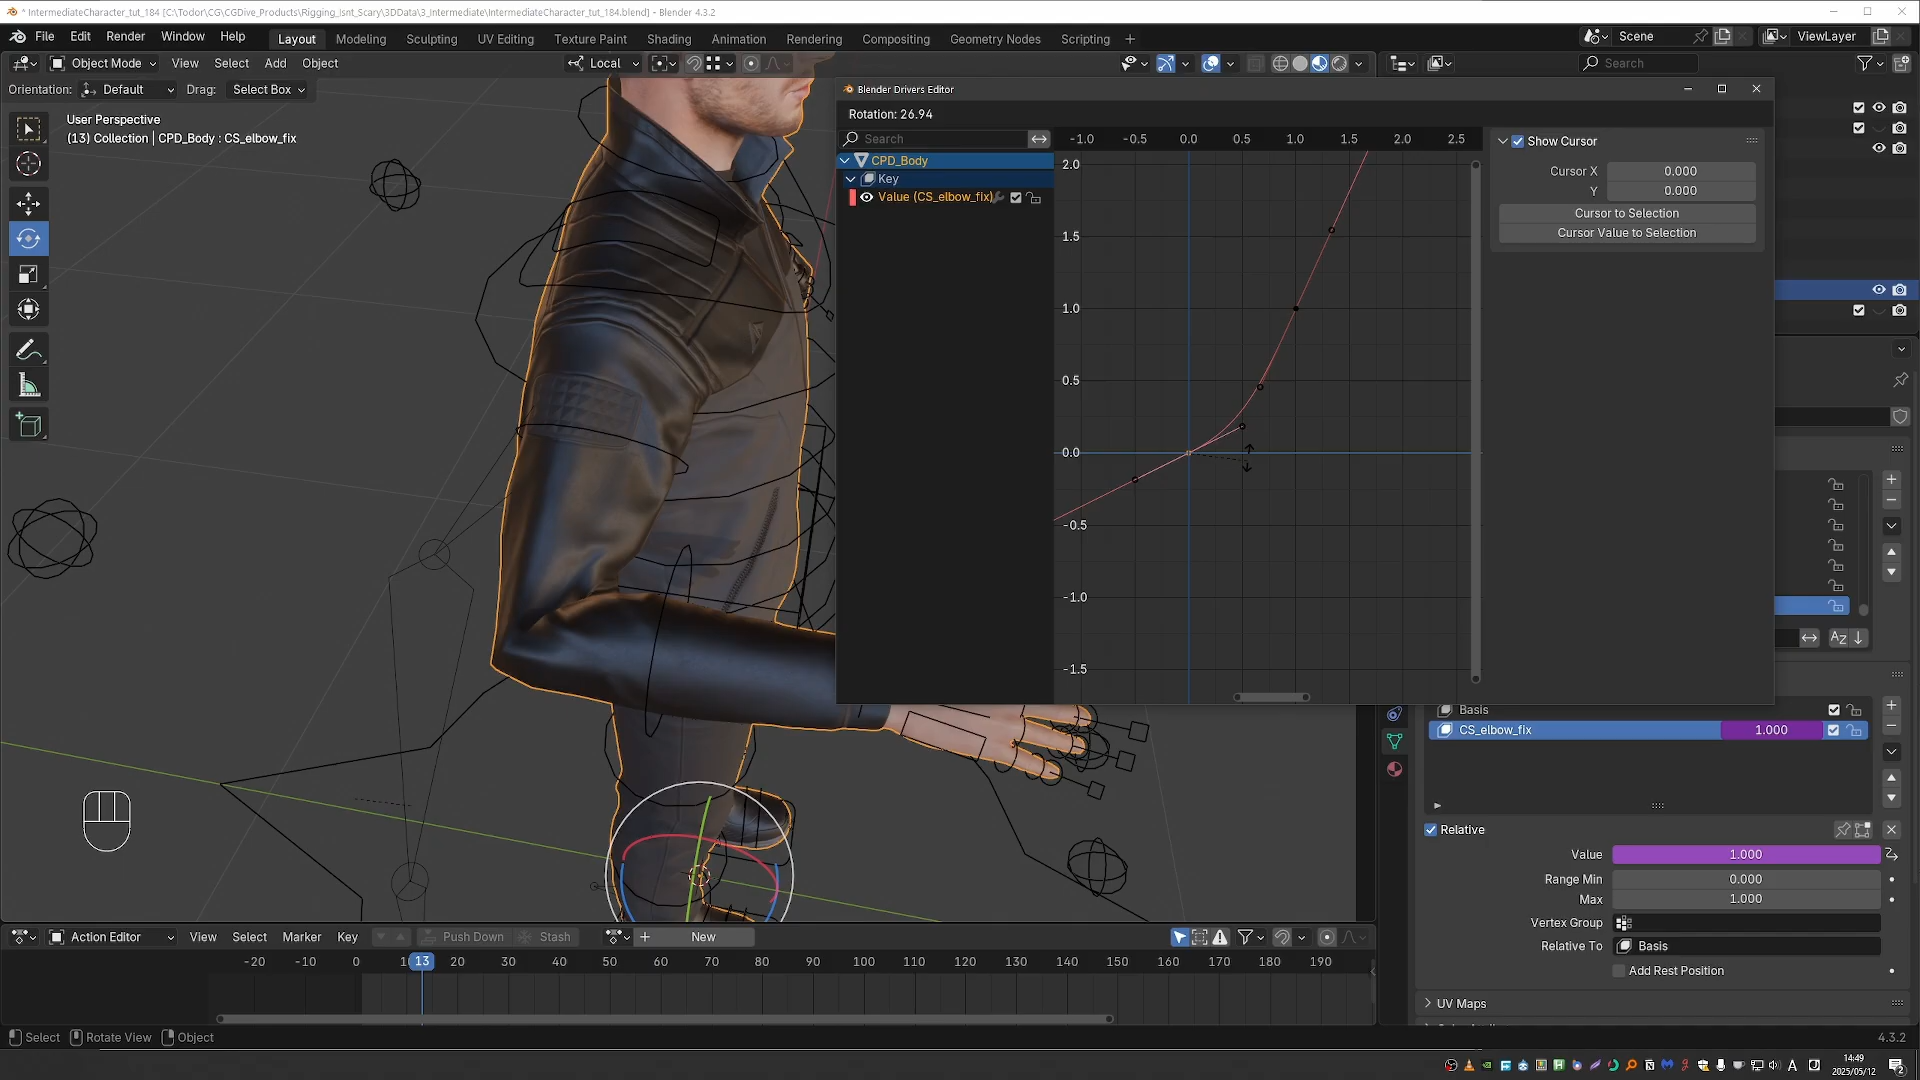 * IntermediateCharacter_tut_184 [C:\Todor\CG\CGDive_Products\Rigging_Isnt_Scary\3DData\3_Intermediate\IntermediateCharacter_tut_184.blend] - Blender 4.3.2
File Edit Render Window Help Layout Modeling Sculpting UV Editing Texture Paint Shading Animation Rendering Compositing Geometry Nodes Scripting + Scene ViewLayer
Object Mode View Select Add Object Local Search
Orientation: Default Drag: Select Box
User Perspective
(13) Collection | CPD_Body : CS_elbow_fix
Blender Drivers Editor
Rotation: 26.94
Search
CPD_Body
Key
Value (CS_elbow_fix)
-1.0 -0.5 0.0 0.5 1.0 1.5 2.0 2.5
2.0
1.5
1.0
0.5
0.0
-0.5
-1.0
-1.5
Show Cursor
Cursor X 0.000
Y 0.000
Cursor to Selection
Cursor Value to Selection
Basis
CS_elbow_fix 1.000
Relative
Value 1.000
Range Min 0.000
Max 1.000
Vertex Group
Relative To Basis
Add Rest Position
UV Maps
Action Editor View Select Marker Key Push Down Stash New
-20 -10 0 13 20 30 40 50 60 70 80 90 100 110 120 130 140 150 160 170 180 190
Select Rotate View Object
4.3.2
14:49
2025/05/12